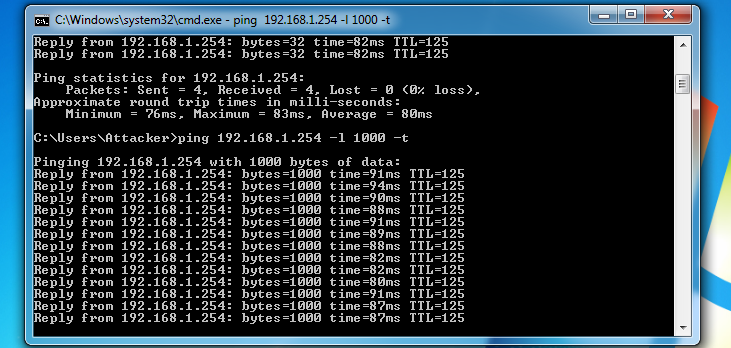 C:\Windows\system32\cmd.exe - ping 192.168.1.254 -l 1000 -t
Reply from 192.168.1.254: bytes=32 time=82ms TTL=125
Reply from 192.168.1.254: bytes=32 time=82ms TTL=125
Ping statistics for 192.168.1.254:
Packets: Sent = 4, Received = 4, Lost = 0 (0% loss),
Approximate round trip times in milli-seconds:
Minimum = 76ms, Maximum = 83ms, Average = 80ms
C:\Users\Attacker>ping 192.168.1.254 -l 1000 -t
Pinging 192.168.1.254 with 1000 bytes of data:
Reply from 192.168.1.254: bytes=1000 time=91ms TTL=125
Reply from 192.168.1.254: bytes=1000 time=94ms TTL=125
Reply from 192.168.1.254: bytes=1000 time=90ms TTL=125
Reply from 192.168.1.254: bytes=1000 time=88ms TTL=125
Reply from 192.168.1.254: bytes=1000 time=91ms TTL=125
Reply from 192.168.1.254: bytes=1000 time=89ms TTL=125
Reply from 192.168.1.254: bytes=1000 time=88ms TTL=125
Reply from 192.168.1.254: bytes=1000 time=82ms TTL=125
Reply from 192.168.1.254: bytes=1000 time=82ms TTL=125
Reply from 192.168.1.254: bytes=1000 time=80ms TTL=125
Reply from 192.168.1.254: bytes=1000 time=91ms TTL=125
Reply from 192.168.1.254: bytes=1000 time=87ms TTL=125
Reply from 192.168.1.254: bytes=1000 time=87ms TTL=125